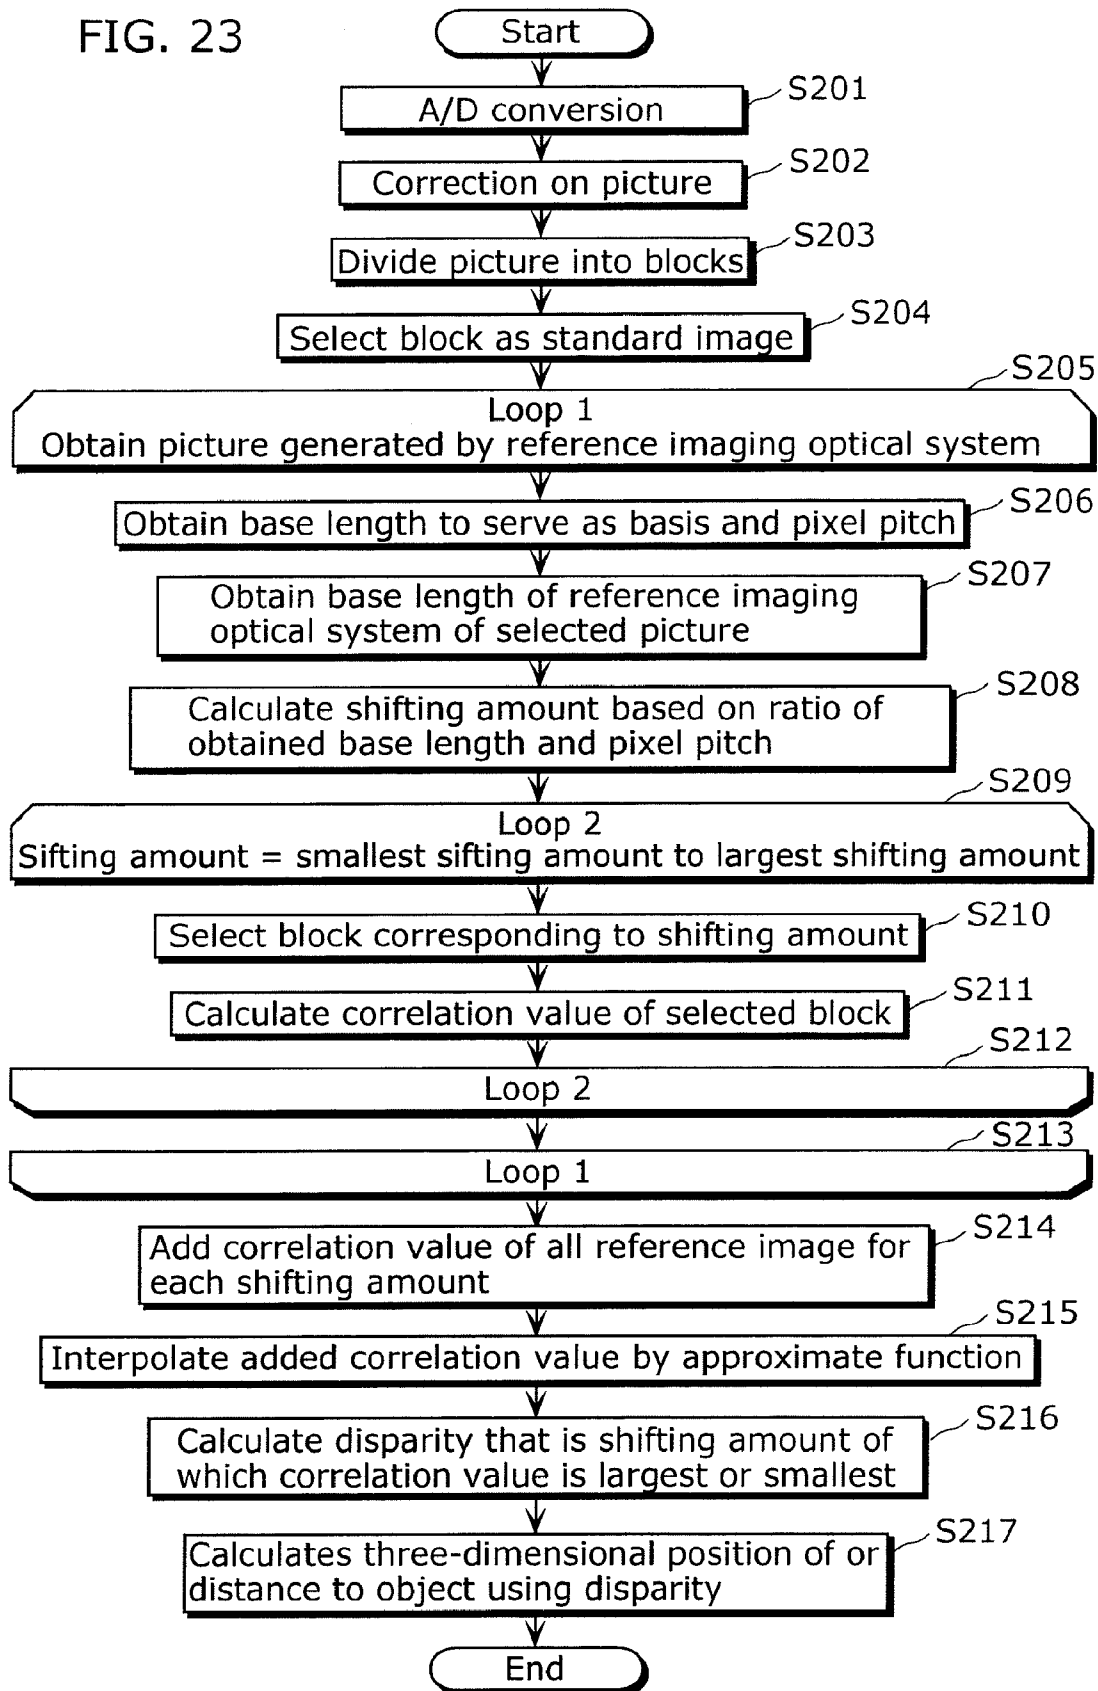 FIG. 23
Start
A/D conversion
S201
Correction on picture
S202
Divide picture into blocks
S203
Select block as standard image
S204
S205
Loop 1
Obtain picture generated by reference imaging optical system
Obtain base length to serve as basis and pixel pitch
S206
S207
Obtain base length of reference imaging
optical system of selected picture
S208
Calculate shifting amount based on ratio of
obtained base length and pixel pitch
S209
Loop 2
Sifting amount = smallest sifting amount to largest shifting amount
Select block corresponding to shifting amount
S210
Calculate correlation value of selected block
S211
S212
Loop 2
S213
Loop 1
S214
Add correlation value of all reference image for
each shifting amount
S215
Interpolate added correlation value by approximate function
S216
Calculate disparity that is shifting amount of
which correlation value is largest or smallest
S217
Calculates three-dimensional position of or
distance to object using disparity
End